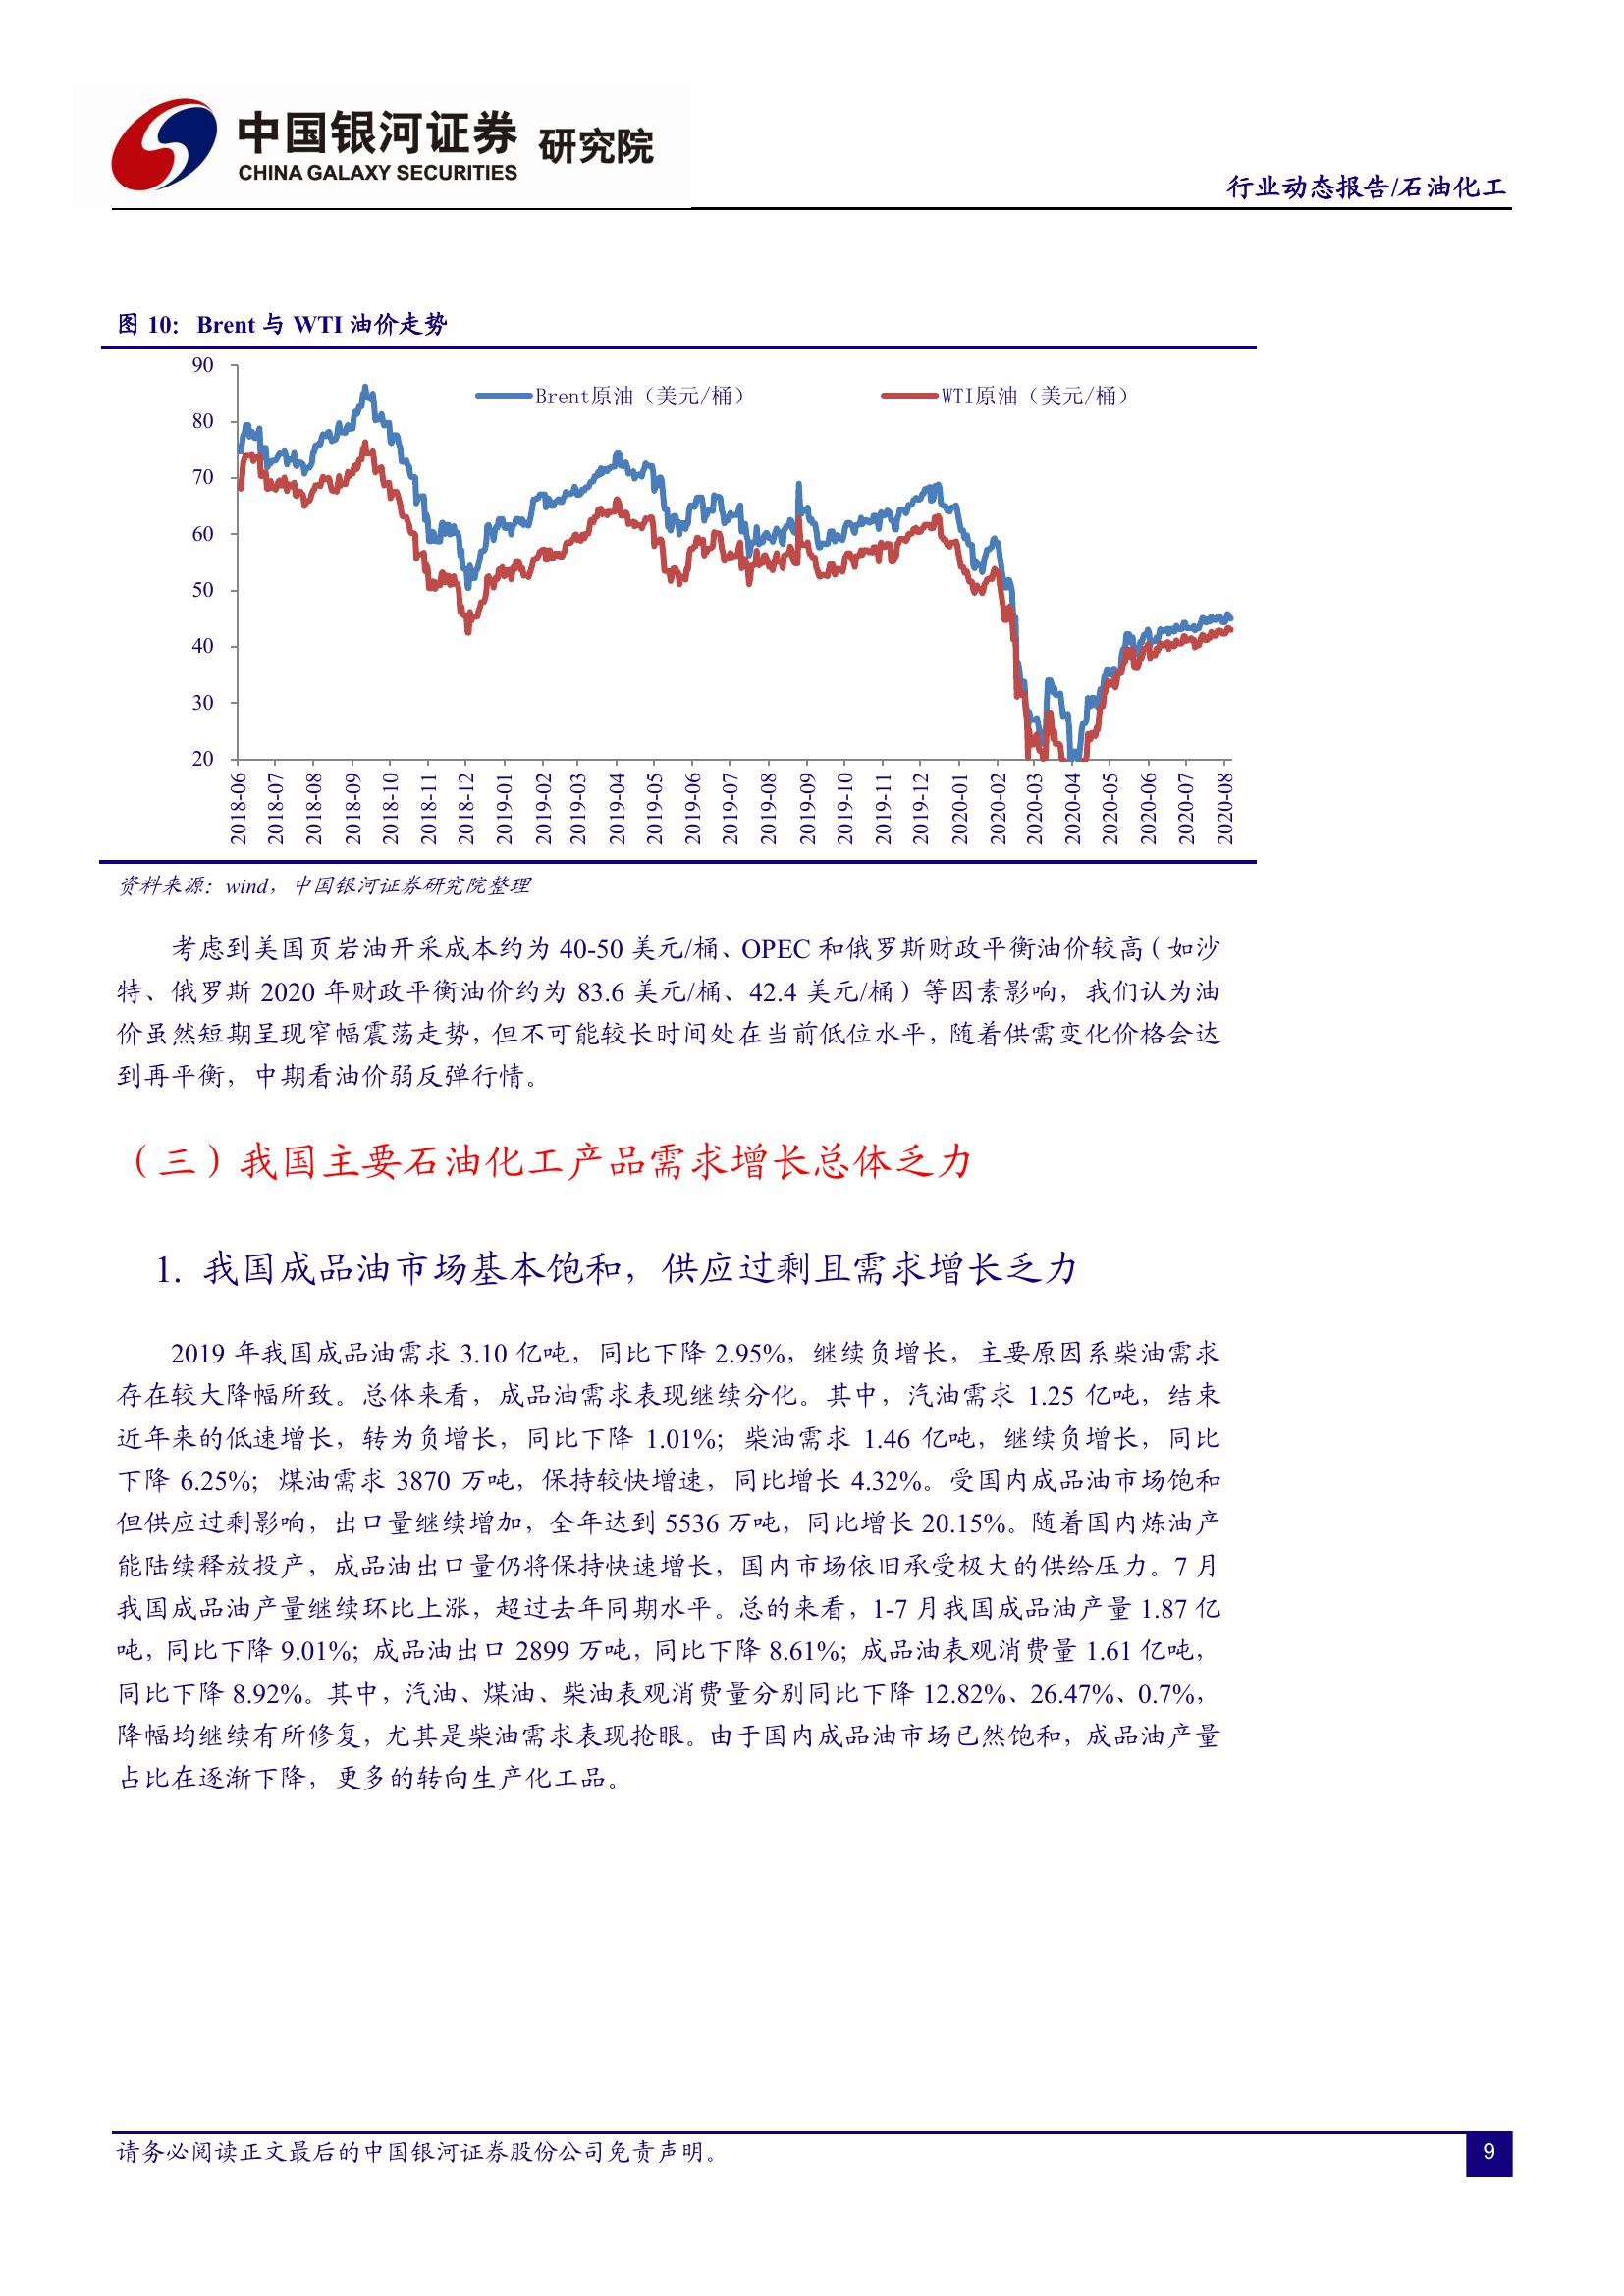 中国银河证券 研究院
CHINA GALAXY SECURITIES
行业动态报告/石油化工
图 10： Brent 与 WTI 油价走势
90
80
70
60
50
40
30
20
Brent原油（美元/桶）
WTI原油（美元/桶）
2018-06
2018-07
2018-08
2018-09
2018-10
2018-11
2018-12
2019-01
2019-02
2019-03
2019-04
2019-05
2019-06
2019-07
2019-08
2019-09
2019-10
2019-11
2019-12
2020-01
2020-02
2020-03
2020-04
2020-05
2020-06
2020-07
2020-08
资料来源：wind，中国银河证券研究院整理
考虑到美国页岩油开采成本约为 40-50 美元/桶、OPEC 和俄罗斯财政平衡油价较高（如沙
特、俄罗斯 2020 年财政平衡油价约为 83.6 美元/桶、42.4 美元/桶）等因素影响，我们认为油
价虽然短期呈现窄幅震荡走势，但不可能较长时间处在当前低位水平，随着供需变化价格会达
到再平衡，中期看油价弱反弹行情。
（三）我国主要石油化工产品需求增长总体乏力
1. 我国成品油市场基本饱和，供应过剩且需求增长乏力
2019 年我国成品油需求 3.10 亿吨，同比下降 2.95%，继续负增长，主要原因系柴油需求
存在较大降幅所致。总体来看，成品油需求表现继续分化。其中，汽油需求 1.25 亿吨，结束
近年来的低速增长，转为负增长，同比下降 1.01%；柴油需求 1.46 亿吨，继续负增长，同比
下降 6.25%；煤油需求 3870 万吨，保持较快增速，同比增长 4.32%。受国内成品油市场饱和
但供应过剩影响，出口量继续增加，全年达到 5536 万吨，同比增长 20.15%。随着国内炼油产
能陆续释放投产，成品油出口量仍将保持快速增长，国内市场依旧承受极大的供给压力。7 月
我国成品油产量继续环比上涨，超过去年同期水平。总的来看，1-7 月我国成品油产量 1.87 亿
吨，同比下降 9.01%；成品油出口 2899 万吨，同比下降 8.61%；成品油表观消费量 1.61 亿吨，
同比下降 8.92%。其中，汽油、煤油、柴油表观消费量分别同比下降 12.82%、26.47%、0.7%，
降幅均继续有所修复，尤其是柴油需求表现抢眼。由于国内成品油市场已然饱和，成品油产量
占比在逐渐下降，更多的转向生产化工品。
请务必阅读正文最后的中国银河证券股份公司免责声明。
9